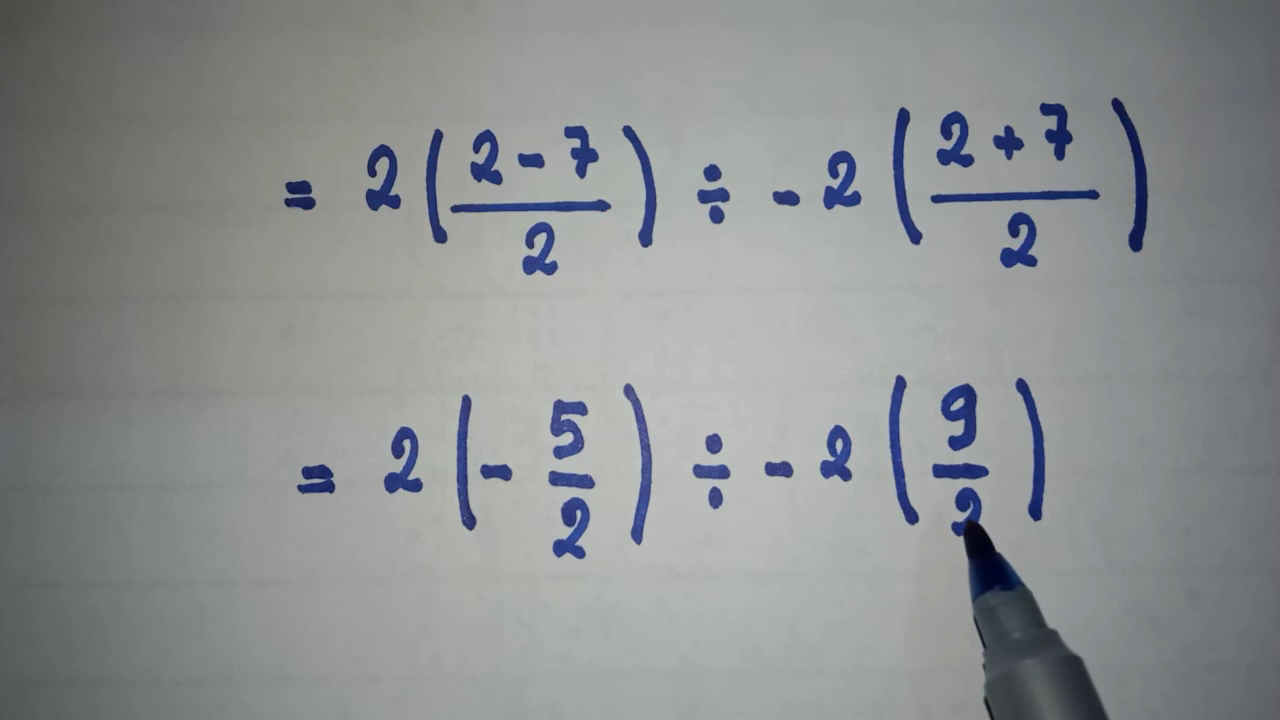 = 2 ( (2 - 7)/2 ) ÷ - 2 ( (2 + 7)/2 )
= 2 ( - 5/2 ) ÷ - 2 ( 9/2 )